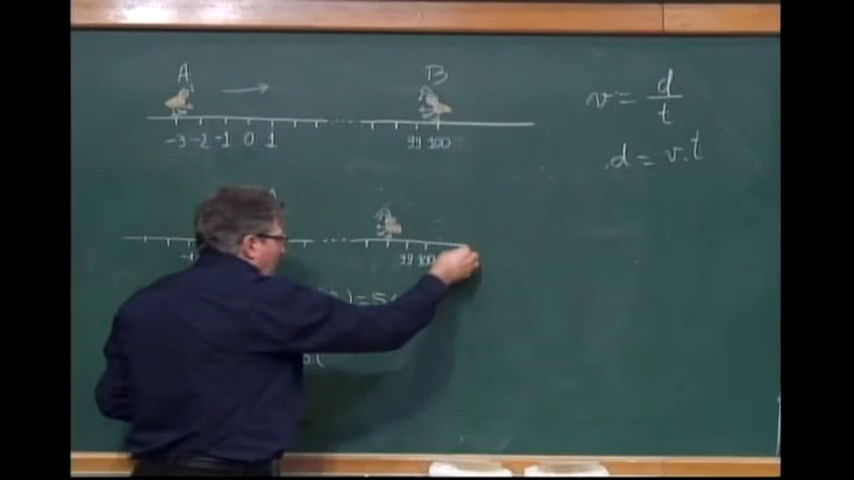 A B
-3 -2 -1 0 1 99 100
v = d/t
d = v.t
99 100